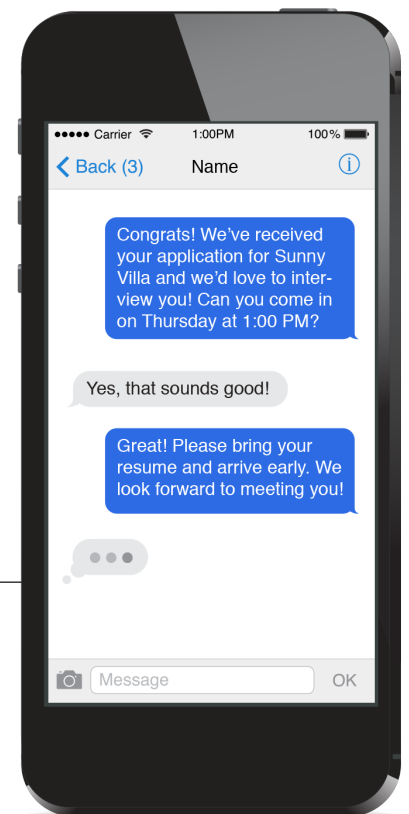 Carrier 1:00PM 100%
Back (3) Name i
Congrats! We've received
your application for Sunny
Villa and we'd love to inter-
view you! Can you come in
on Thursday at 1:00 PM?
Yes, that sounds good!
Great! Please bring your
resume and arrive early. We
look forward to meeting you!
Message OK